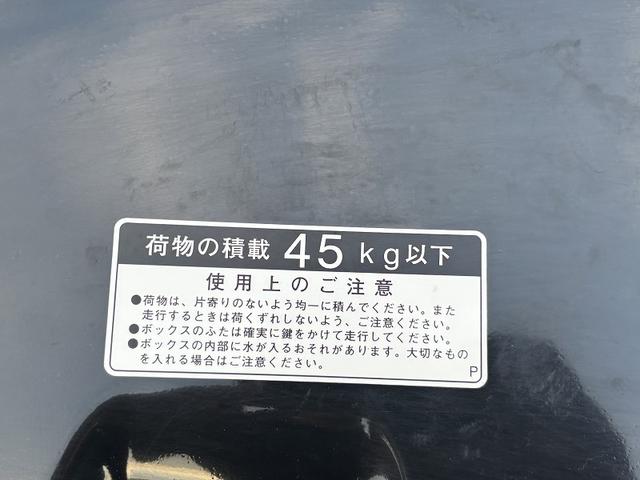 荷物の積載 45 kg以下
使用上のご注意
●荷物は、片寄りのないよう均一に積んでください。また
走行するときは荷くずれしないよう、ご注意ください。
●ボックスのふたは確実に鍵をかけて走行してください。
●ボックスの内部に水が入るおそれがあります。大切なもの
を入れる場合はご注意ください。
P